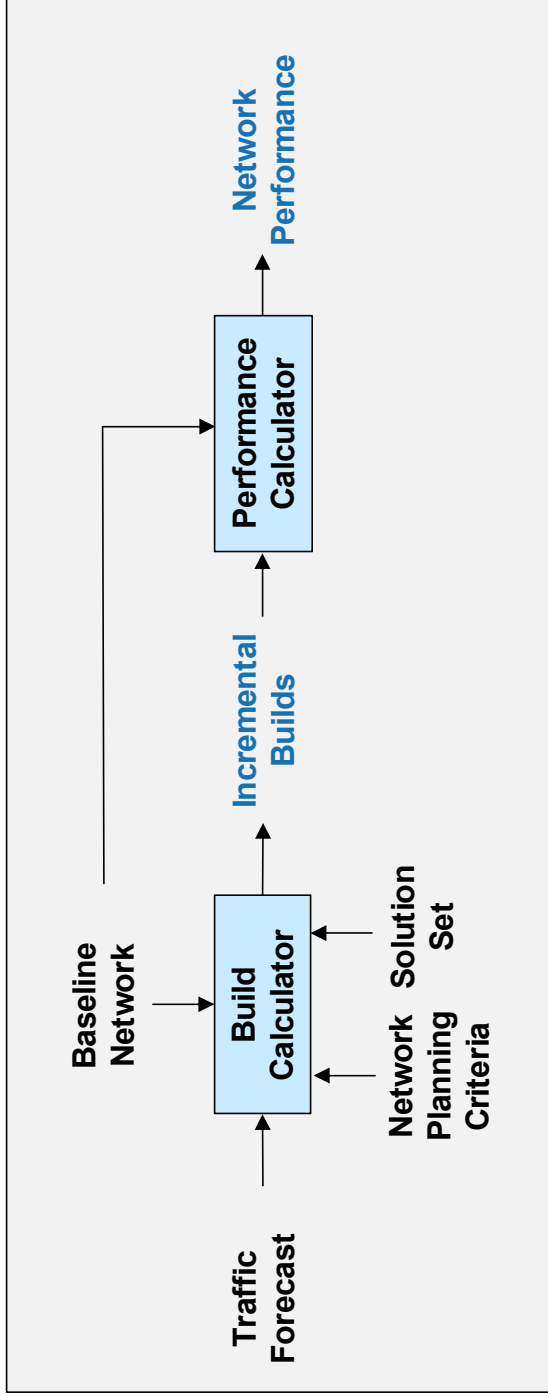 Baseline
Network
Traffic
Forecast
Build
Calculator
Network
Planning
Criteria
Solution
Set
Incremental
Builds
Performance
Calculator
Network
Performance